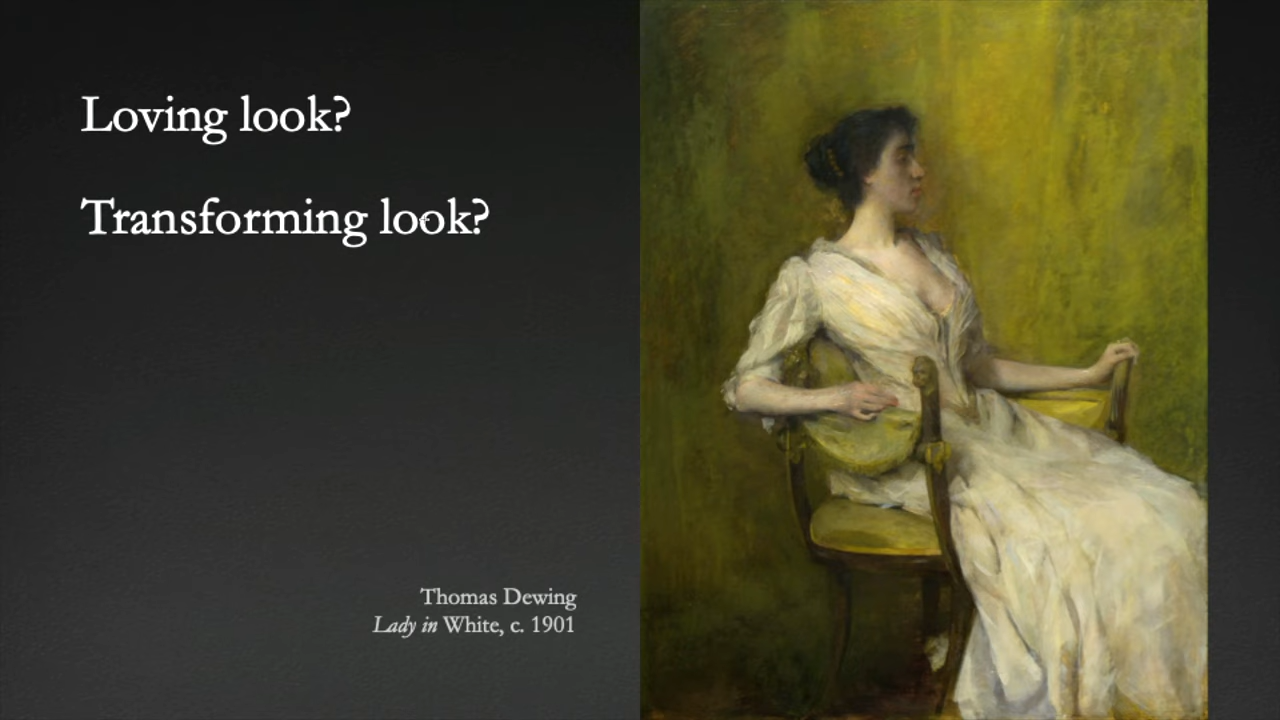 Loving look?
Transforming look?
Thomas Dewing
Lady in White, c. 1901